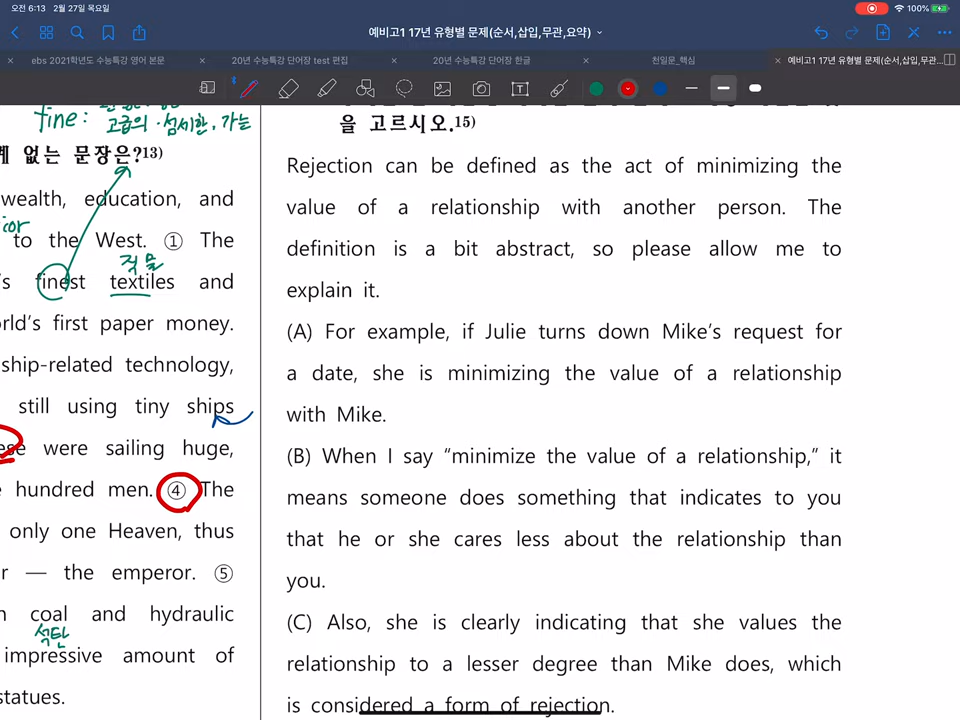 오전 6:13 2월 27일 목요일
100%
예비고1 17년 유형별 문제(순서,삽입,무관,요약)
ebs 2021학년도 수능특강 영어 본문
20년 수능특강 단어장 test 편집
20년 수능특강 단어장 한글
천일문_핵심
예비고1 17년 유형별 문제(순서,삽입,무관,...
fine:
고급의·섬세한, 가는
ㅔ 없는 문장은?13)
wealth, education, and
ior
to the West. ① The
직물
's finest textiles and
orld's first paper money.
ship-related technology,
still using tiny ships
ese were sailing huge,
e hundred men. ④ The
only one Heaven, thus
r — the emperor. ⑤
n coal and hydraulic
석탄
impressive amount of
statues.
을 고르시오.15)
Rejection can be defined as the act of minimizing the
value of a relationship with another person. The
definition is a bit abstract, so please allow me to
explain it.
(A) For example, if Julie turns down Mike's request for
a date, she is minimizing the value of a relationship
with Mike.
(B) When I say “minimize the value of a relationship,” it
means someone does something that indicates to you
that he or she cares less about the relationship than
you.
(C) Also, she is clearly indicating that she values the
relationship to a lesser degree than Mike does, which
is considered a form of rejection.